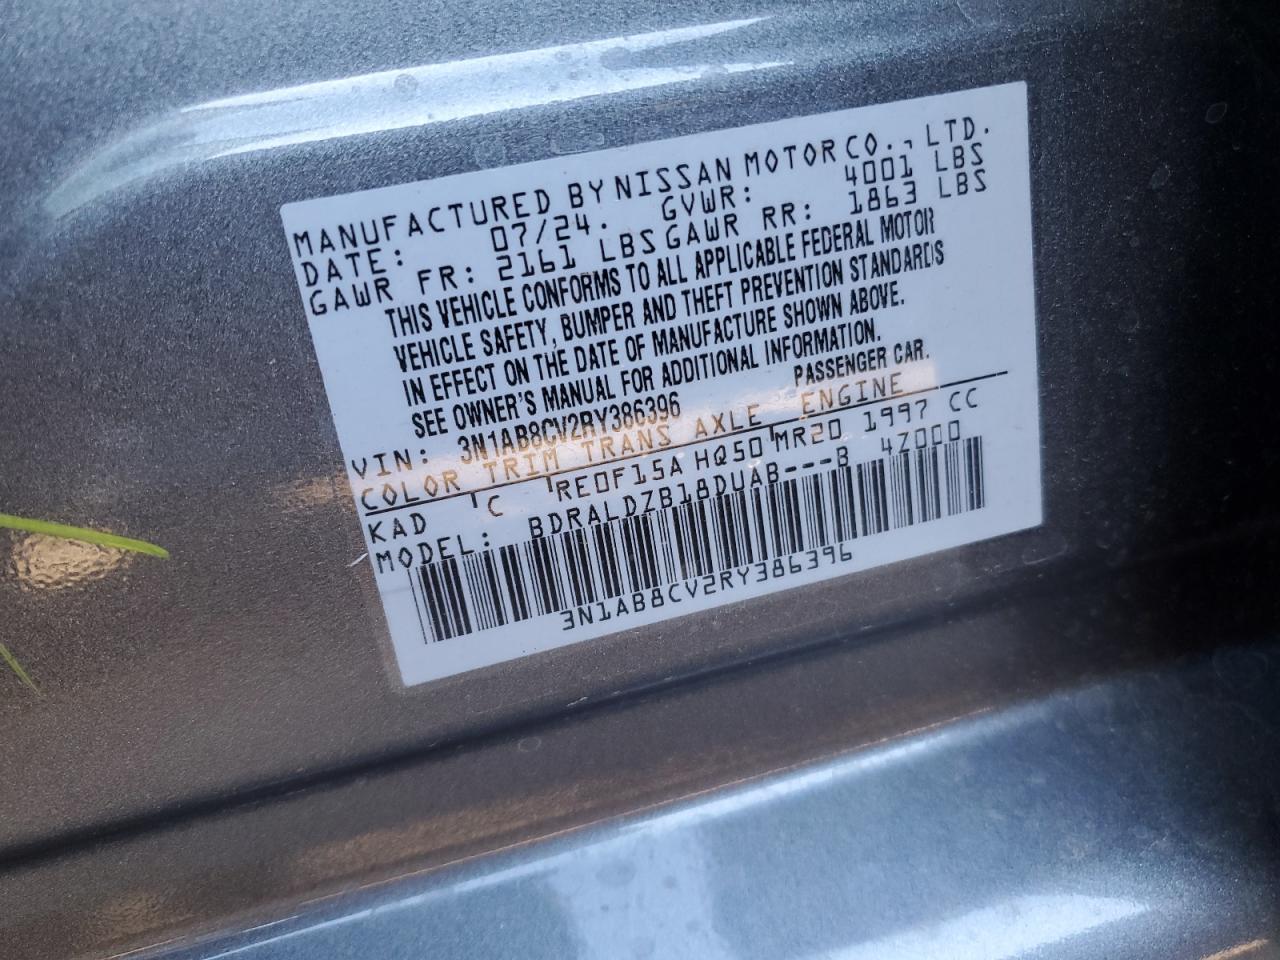 MANUFACTURED BY NISSAN MOTOR CO., LTD.
DATE: 07/24. GVWR: 4001 LBS
GAWR FR: 2161 LBS GAWR RR: 1863 LBS
THIS VEHICLE CONFORMS TO ALL APPLICABLE FEDERAL MOTOR
VEHICLE SAFETY, BUMPER AND THEFT PREVENTION STANDARDS
IN EFFECT ON THE DATE OF MANUFACTURE SHOWN ABOVE.
SEE OWNER'S MANUAL FOR ADDITIONAL INFORMATION.
VIN: 3N1AB8CV2RY386396 PASSENGER CAR.
COLOR TRIM TRANS AXLE ENGINE
KAD C RE0F15A HQ50 MR20 1997 CC
MODEL: BDRALDZB18DUAB---B 4Z000
3N1AB8CV2RY386396